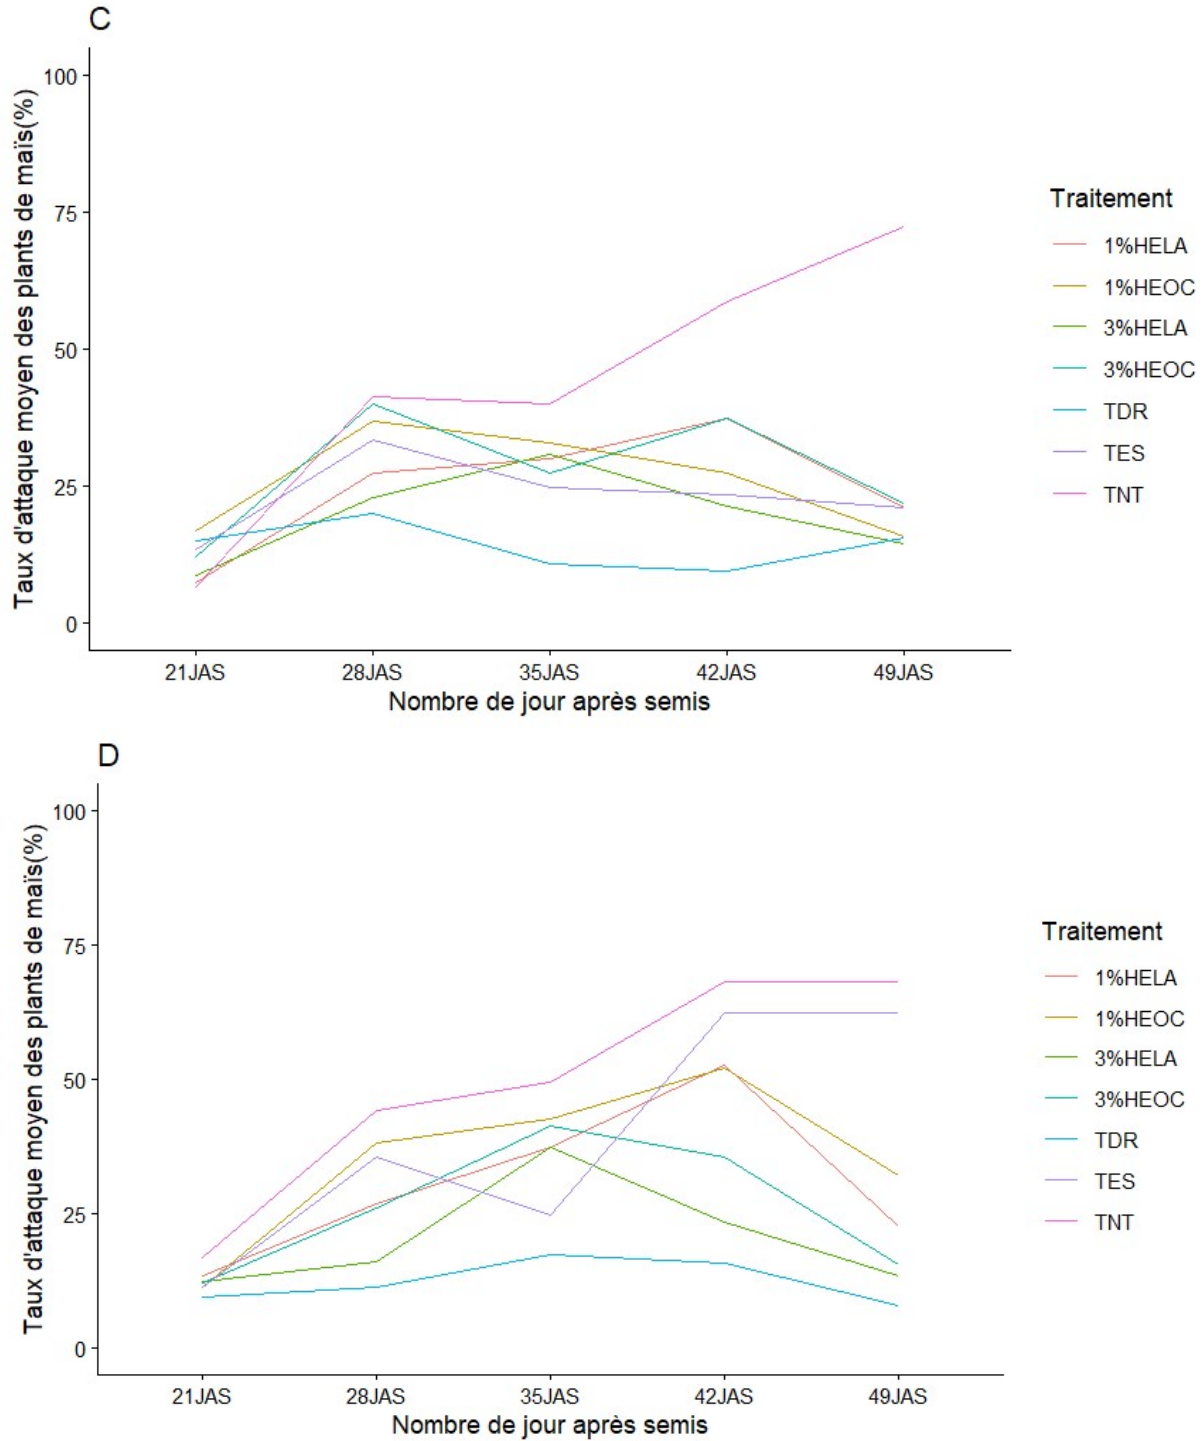 C
Taux d'attaque moyen des plants de maïs(%)
100
75
50
25
0
21JAS 28JAS 35JAS 42JAS 49JAS
Nombre de jour après semis
Traitement
1%HELA
1%HEOC
3%HELA
3%HEOC
TDR
TES
TNT
D
Taux d'attaque moyen des plants de maïs(%)
100
75
50
25
0
21JAS 28JAS 35JAS 42JAS 49JAS
Nombre de jour après semis
Traitement
1%HELA
1%HEOC
3%HELA
3%HEOC
TDR
TES
TNT